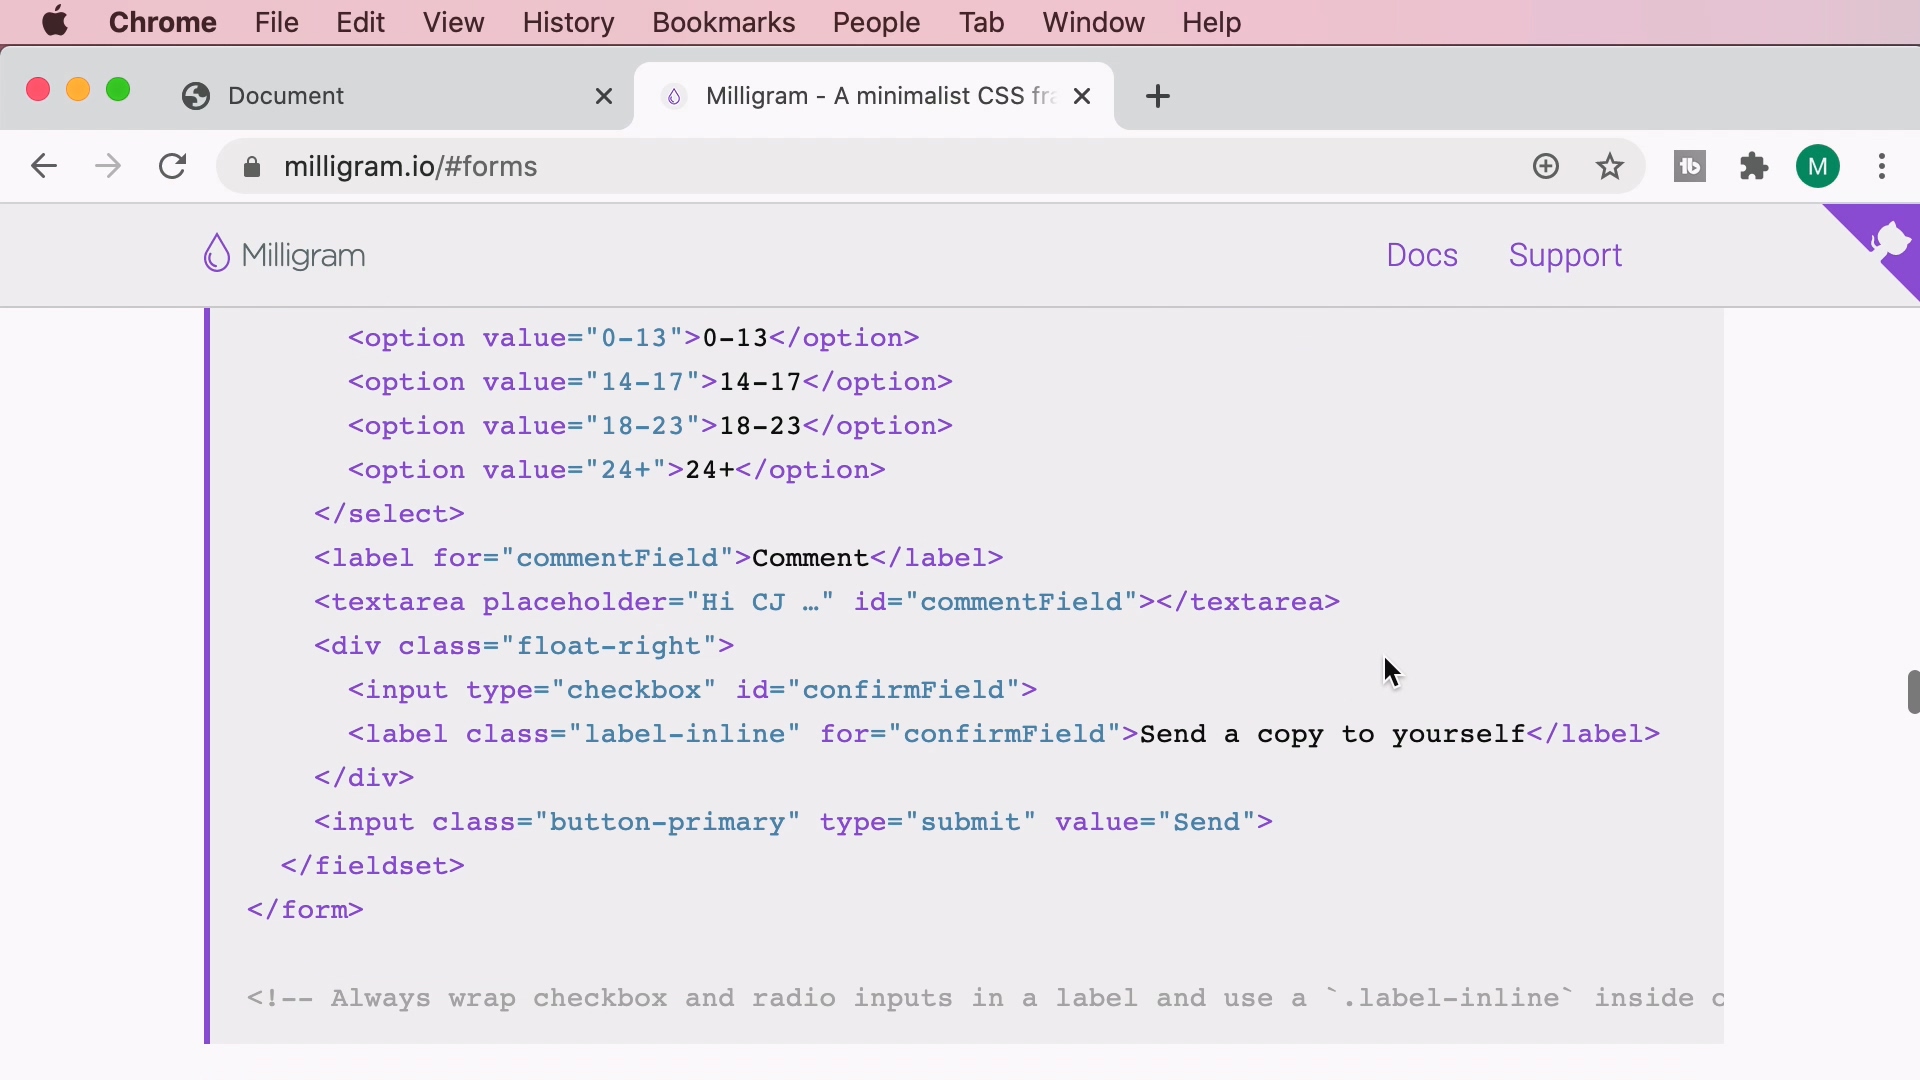 Chrome File Edit View History Bookmarks People Tab Window Help
Document
Milligram - A minimalist CSS fra
milligram.io/#forms
M
Milligram
Docs Support
<option value="0-13">0-13</option>
<option value="14-17">14-17</option>
<option value="18-23">18-23</option>
<option value="24+">24+</option>
</select>
<label for="commentField">Comment</label>
<textarea placeholder="Hi CJ …" id="commentField"></textarea>
<div class="float-right">
<input type="checkbox" id="confirmField">
<label class="label-inline" for="confirmField">Send a copy to yourself</label>
</div>
<input class="button-primary" type="submit" value="Send">
</fieldset>
</form>
<!-- Always wrap checkbox and radio inputs in a label and use a `.label-inline` inside